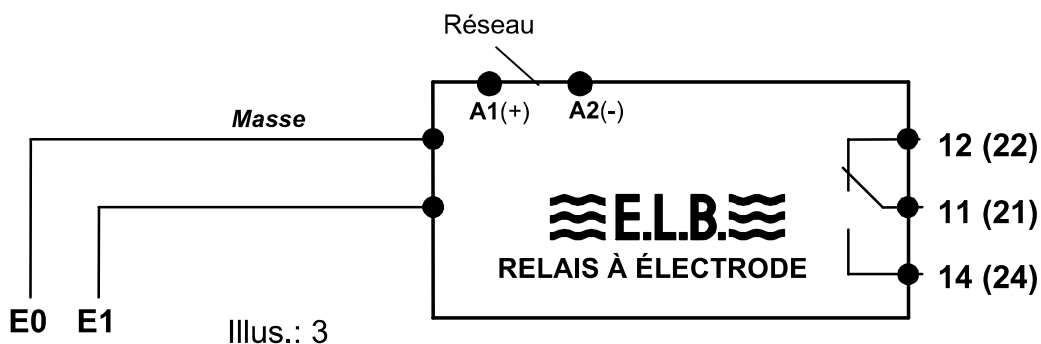 Réseau
A1(+)
A2(-)
Masse
12 (22)
11 (21)
E.L.B.
RELAIS À ÉLECTRODE
14 (24)
E0
E1
Illus.: 3